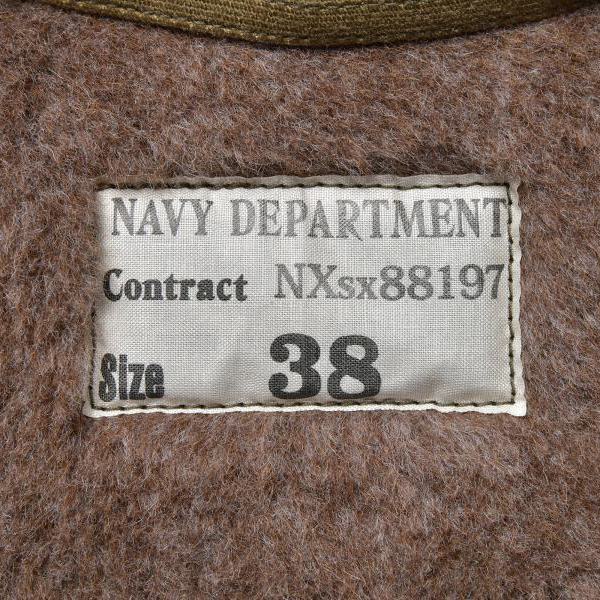 NAVY DEPARTMENT
Contract NXsx88197
Size 38